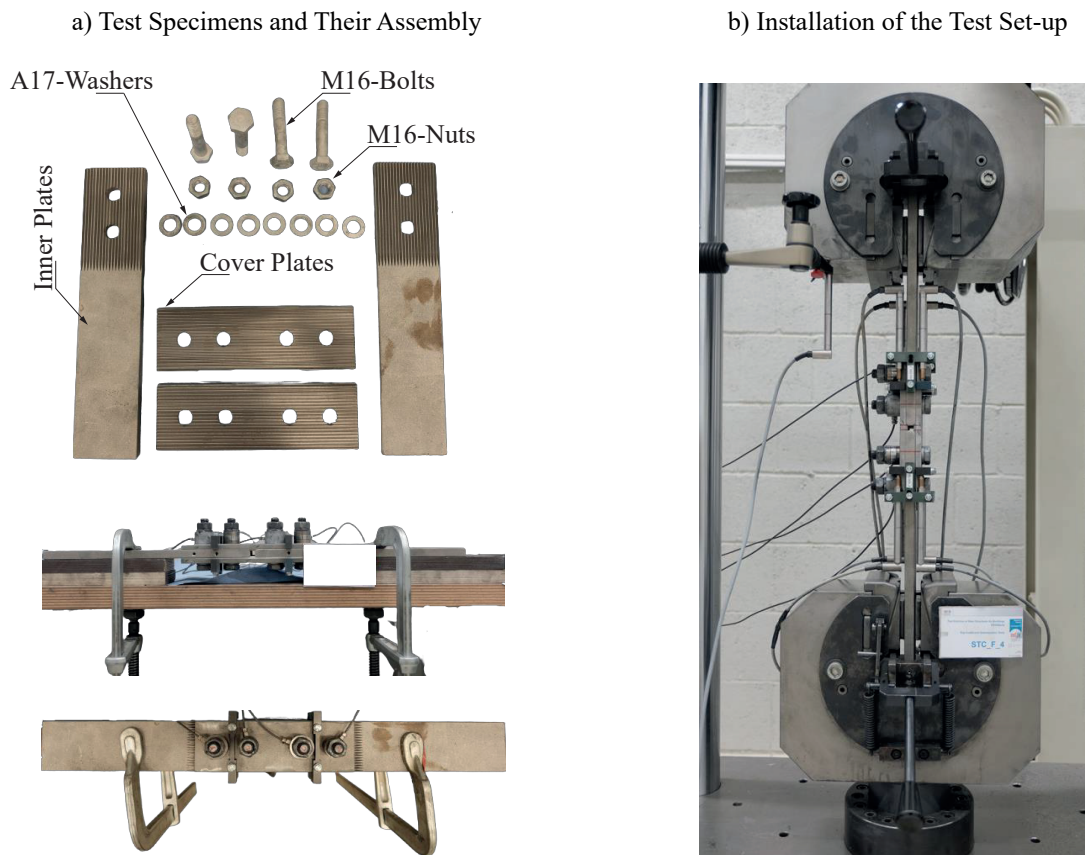 a) Test Specimens and Their Assembly
b) Installation of the Test Set-up
A17-Washers
M16-Bolts
M16-Nuts
Inner Plates
Cover Plates
STC_F_4